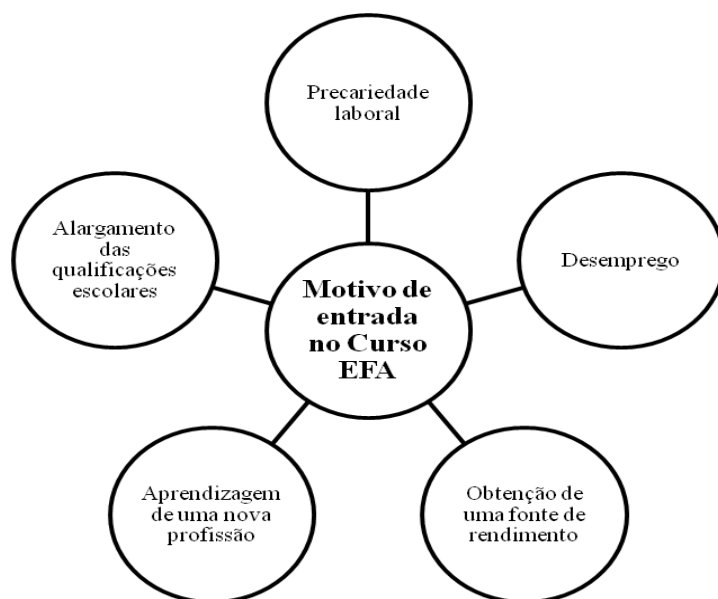 Precariedade
laboral
Alargamento
das
qualificações
escolares
Desemprego
Motivo de
entrada
no Curso
EFA
Aprendizagem
de uma nova
profissão
Obtenção de
uma fonte de
rendimento